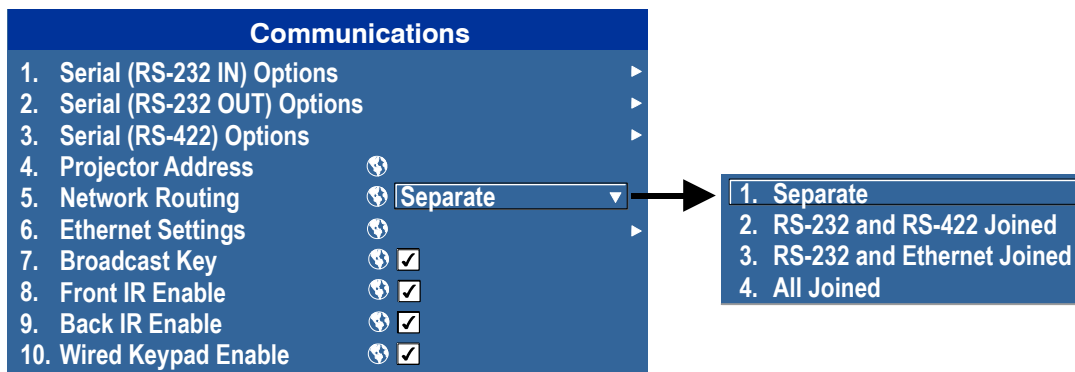 Communications
1. Serial (RS-232 IN) Options
2. Serial (RS-232 OUT) Options
3. Serial (RS-422) Options
4. Projector Address
5. Network Routing Separate
6. Ethernet Settings
7. Broadcast Key
8. Front IR Enable
9. Back IR Enable
10. Wired Keypad Enable
1. Separate
2. RS-232 and RS-422 Joined
3. RS-232 and Ethernet Joined
4. All Joined